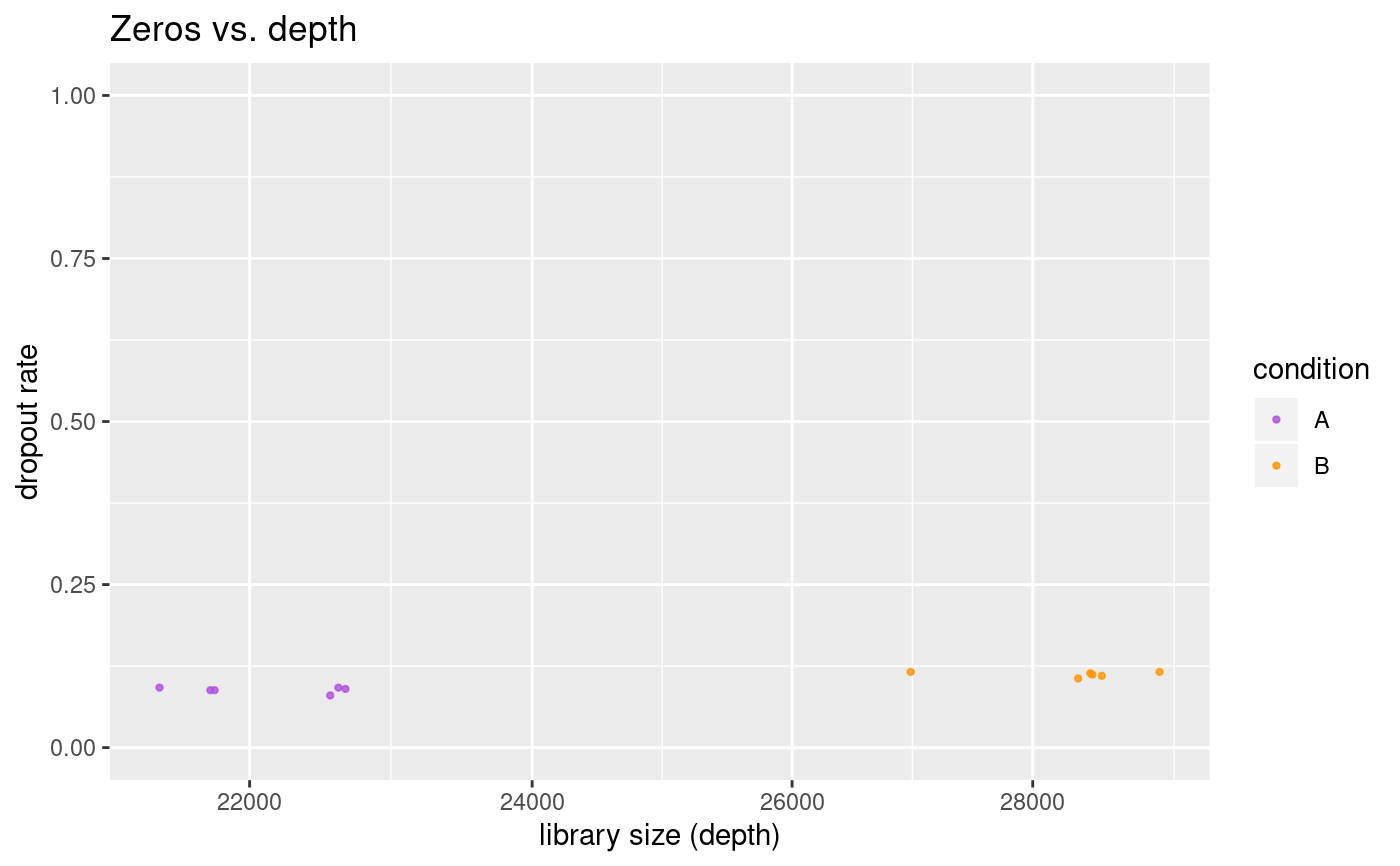 Zeros vs. depth
1.00
0.75
0.50
0.25
0.00
dropout rate
22000 24000 26000 28000
library size (depth)
condition
A
B